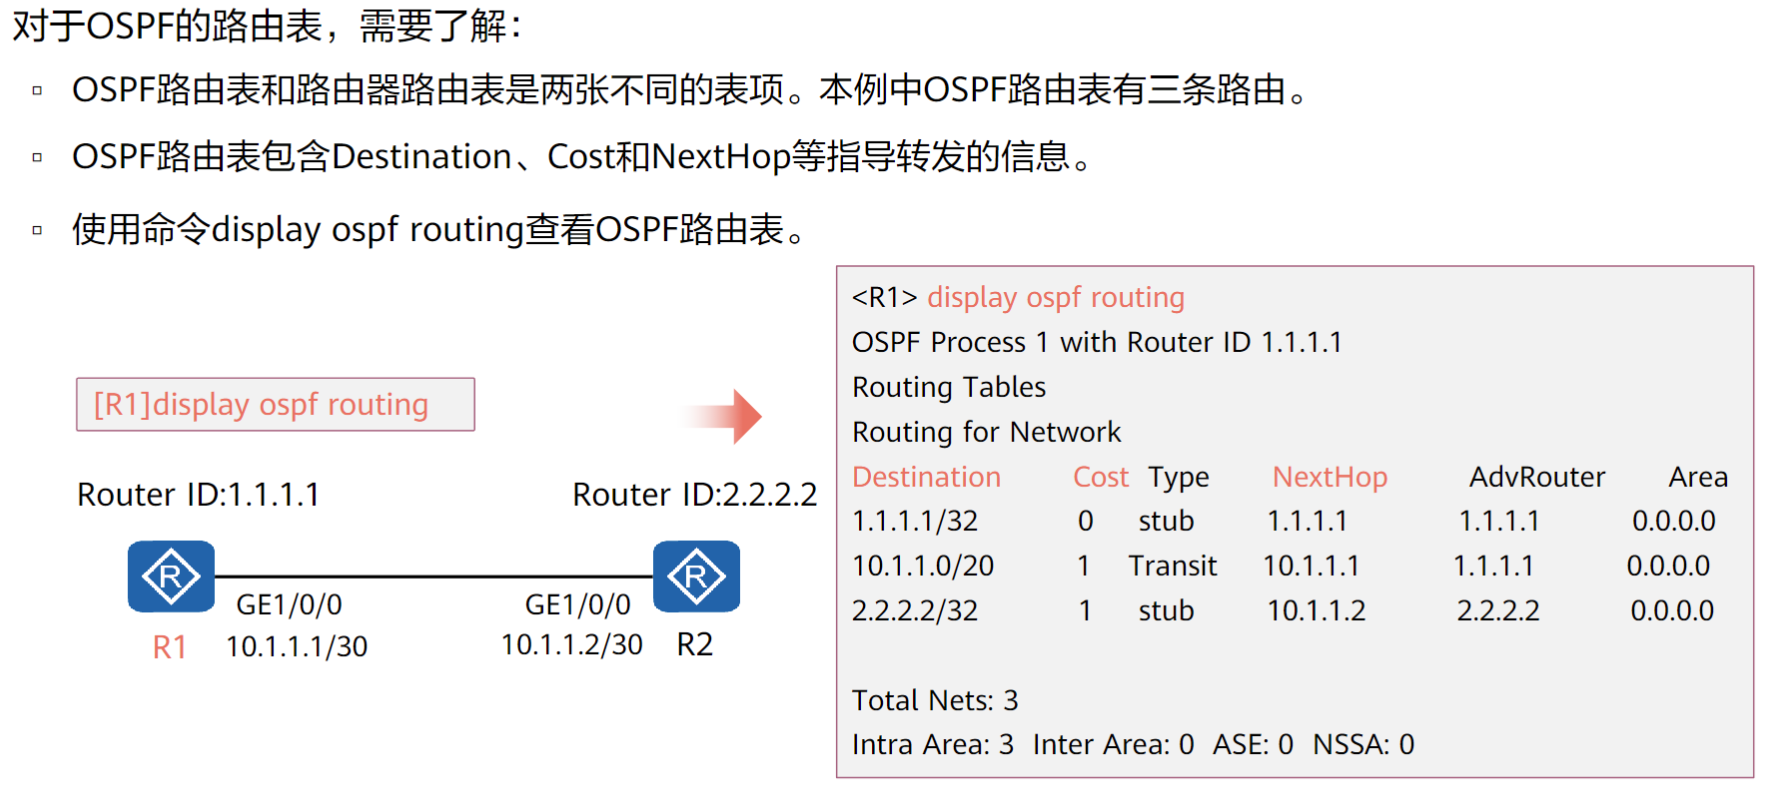 对于OSPF的路由表，需要了解：
▫ OSPF路由表和路由器路由表是两张不同的表项。本例中OSPF路由表有三条路由。
▫ OSPF路由表包含Destination、Cost和NextHop等指导转发的信息。
▫ 使用命令display ospf routing查看OSPF路由表。
[R1]display ospf routing
Router ID:1.1.1.1
Router ID:2.2.2.2
R
R
GE1/0/0
GE1/0/0
R1
10.1.1.1/30
10.1.1.2/30
R2
<R1> display ospf routing
OSPF Process 1 with Router ID 1.1.1.1
Routing Tables
Routing for Network
Destination Cost Type NextHop AdvRouter Area
1.1.1.1/32 0 stub 1.1.1.1 1.1.1.1 0.0.0.0
10.1.1.0/20 1 Transit 10.1.1.1 1.1.1.1 0.0.0.0
2.2.2.2/32 1 stub 10.1.1.2 2.2.2.2 0.0.0.0
Total Nets: 3
Intra Area: 3 Inter Area: 0 ASE: 0 NSSA: 0